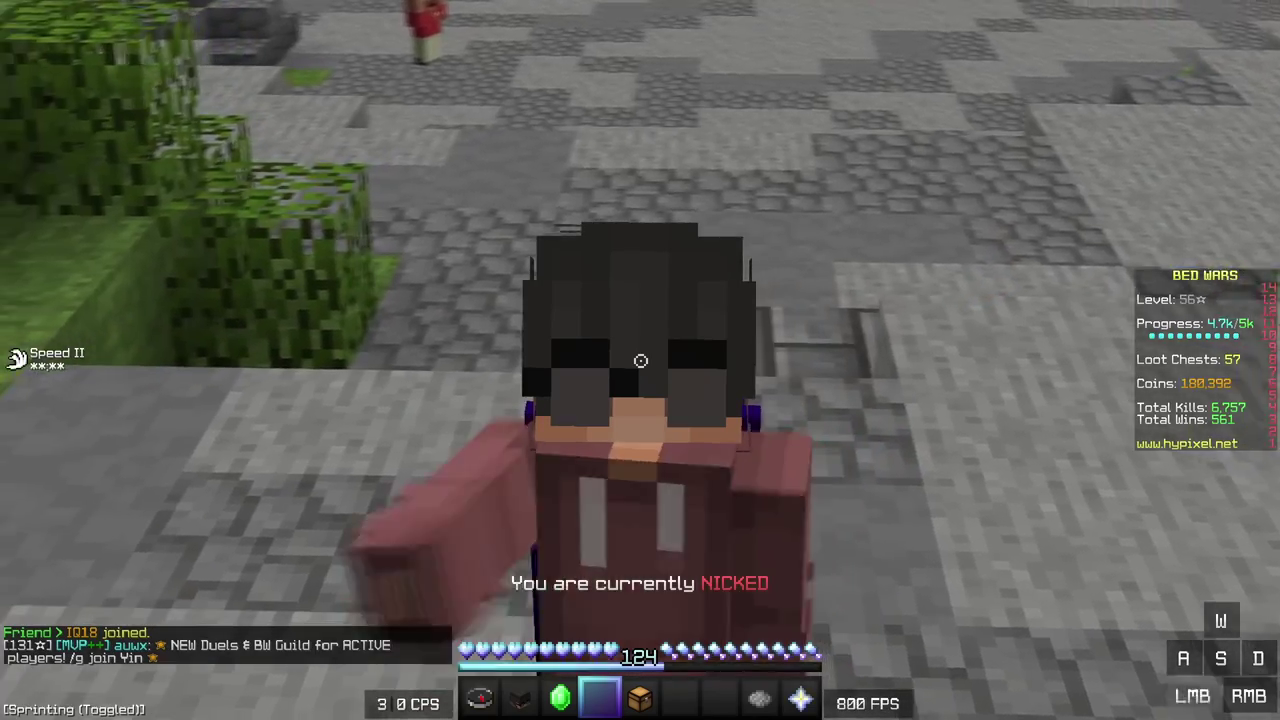 BED WARS
Level: 56☆
Progress: 4.7k/5k
Loot Chests: 57
Coins: 180,392
Total Kills: 6,757
Total Wins: 561
www.hypixel.net
Speed II
**:**
You are currently NICKED
Friend > IQ18 joined.
[131☆] [MVP++] auwx: ★ NEW Duels & BW Guild for ACTIVE
players! /g join Yin ★
[Sprinting (Toggled)]
124
3 | 0 CPS
800 FPS
W
A S D
LMB RMB